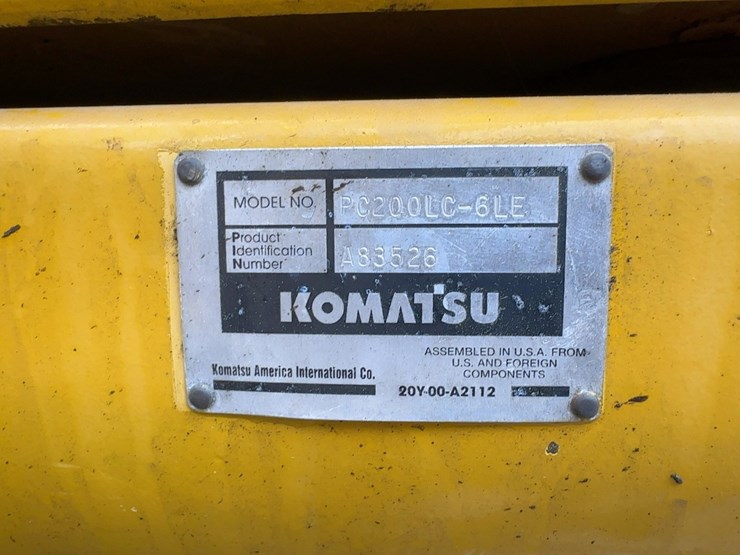 MODEL NO. PC200LC-6LE
Product
Identification
Number A83526
KOMATSU
ASSEMBLED IN U.S.A. FROM
U.S. AND FOREIGN
COMPONENTS
Komatsu America International Co.
20Y-00-A2112